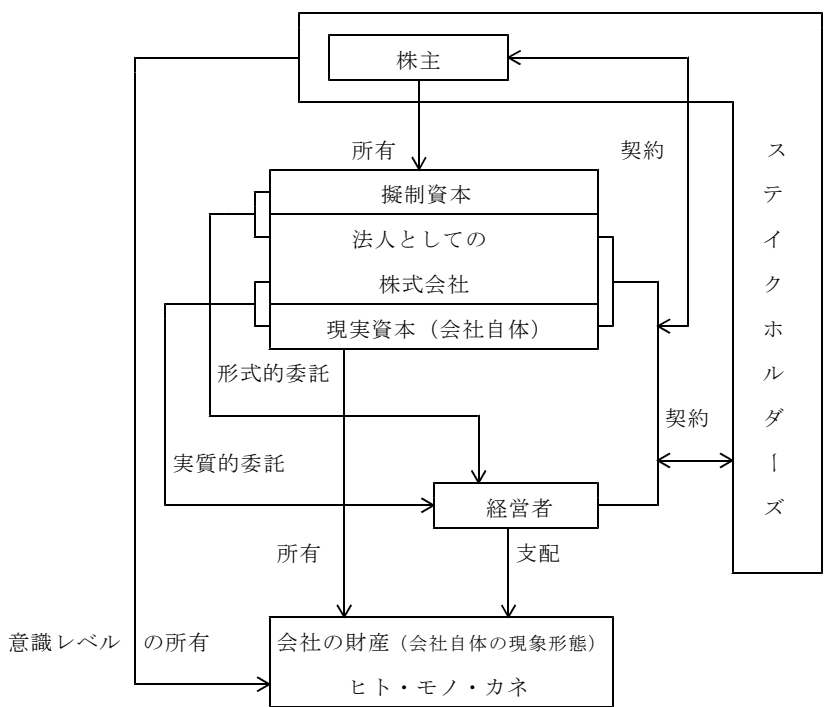 株主
所有
契約
ステイクホルダーズ
擬制資本
法人としての
株式会社
現実資本（会社自体）
形式的委託
契約
実質的委託
経営者
所有
支配
意識レベル の所有
会社の財産（会社自体の現象形態）
ヒト・モノ・カネ